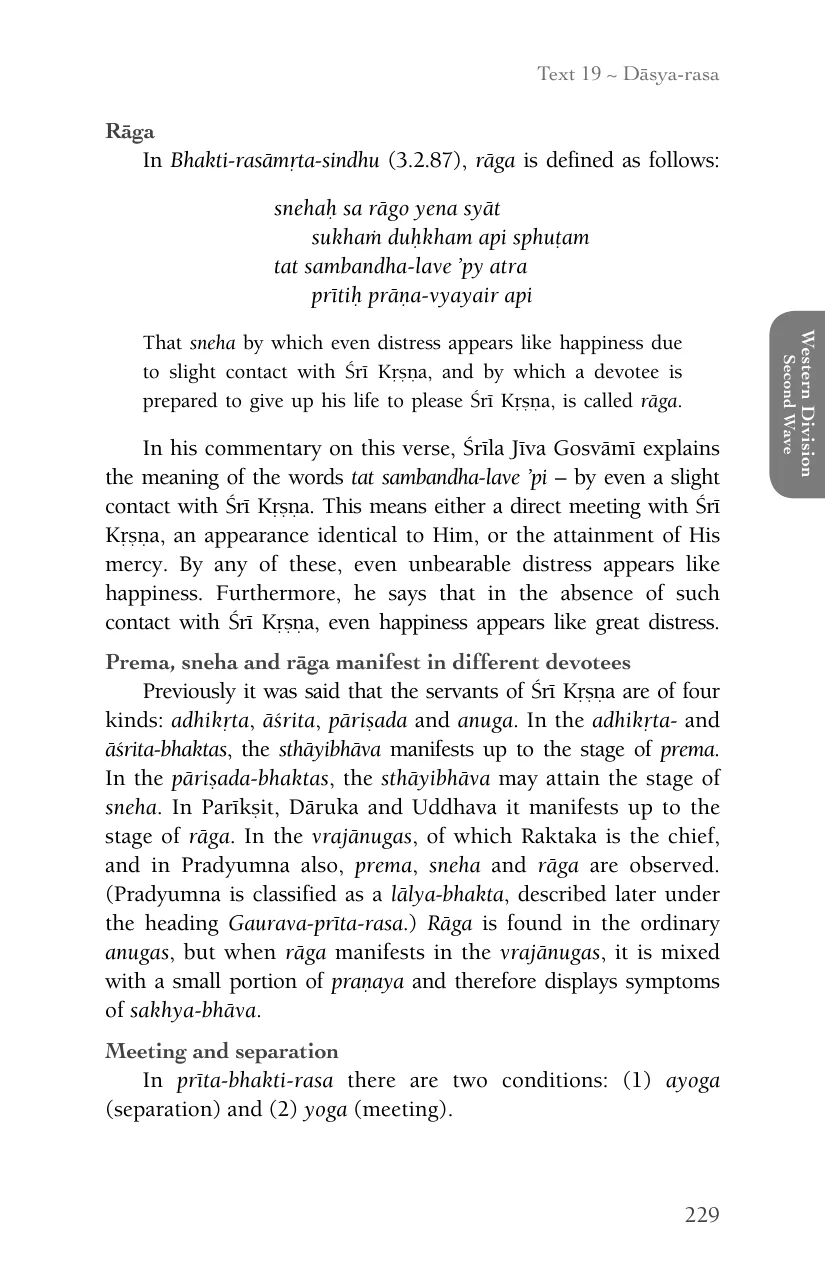 Text 19 ~ Dāsya-rasa
Rāga
In Bhakti-rasāmṛta-sindhu (3.2.87), rāga is defined as follows:
snehaḥ sa rāgo yena syāt
sukhaṁ duḥkham api sphuṭam
tat sambandha-lave ’py atra
prītiḥ prāṇa-vyayair api
That sneha by which even distress appears like happiness due
to slight contact with Śrī Kṛṣṇa, and by which a devotee is
prepared to give up his life to please Śrī Kṛṣṇa, is called rāga.
In his commentary on this verse, Śrīla Jīva Gosvāmī explains
the meaning of the words tat sambandha-lave ’pi – by even a slight
contact with Śrī Kṛṣṇa. This means either a direct meeting with Śrī
Kṛṣṇa, an appearance identical to Him, or the attainment of His
mercy. By any of these, even unbearable distress appears like
happiness. Furthermore, he says that in the absence of such
contact with Śrī Kṛṣṇa, even happiness appears like great distress.
Prema, sneha and rāga manifest in different devotees
Previously it was said that the servants of Śrī Kṛṣṇa are of four
kinds: adhikṛta, āśrita, pāriṣada and anuga. In the adhikṛta- and
āśrita-bhaktas, the sthāyibhāva manifests up to the stage of prema.
In the pāriṣada-bhaktas, the sthāyibhāva may attain the stage of
sneha. In Parīkṣit, Dāruka and Uddhava it manifests up to the
stage of rāga. In the vrajānugas, of which Raktaka is the chief,
and in Pradyumna also, prema, sneha and rāga are observed.
(Pradyumna is classified as a lālya-bhakta, described later under
the heading Gaurava-prīta-rasa.) Rāga is found in the ordinary
anugas, but when rāga manifests in the vrajānugas, it is mixed
with a small portion of praṇaya and therefore displays symptoms
of sakhya-bhāva.
Meeting and separation
In prīta-bhakti-rasa there are two conditions: (1) ayoga
(separation) and (2) yoga (meeting).
Western Division
Second Wave
229